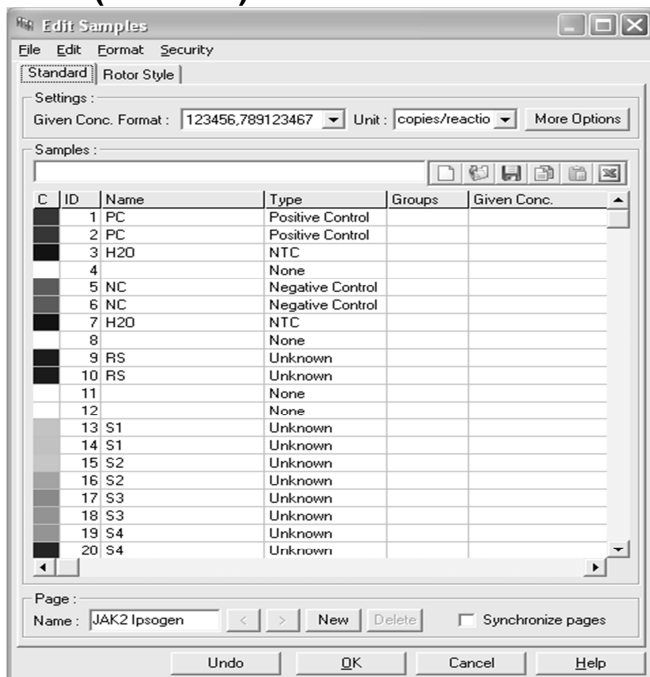 Edit Samples
File Edit Format Security
Standard Rotor Style
Settings :
Given Conc. Format : 123456,789123467 Unit : copies/reactio More Options
Samples :
C ID Name Type Groups Given Conc.
1 PC Positive Control
2 PC Positive Control
3 H2O NTC
4 None
5 NC Negative Control
6 NC Negative Control
7 H2O NTC
8 None
9 RS Unknown
10 RS Unknown
11 None
12 None
13 S1 Unknown
14 S1 Unknown
15 S2 Unknown
16 S2 Unknown
17 S3 Unknown
18 S3 Unknown
19 S4 Unknown
20 S4 Unknown
Page :
Name : JAK2 Ipsogen < > New Delete Synchronize pages
Undo OK Cancel Help